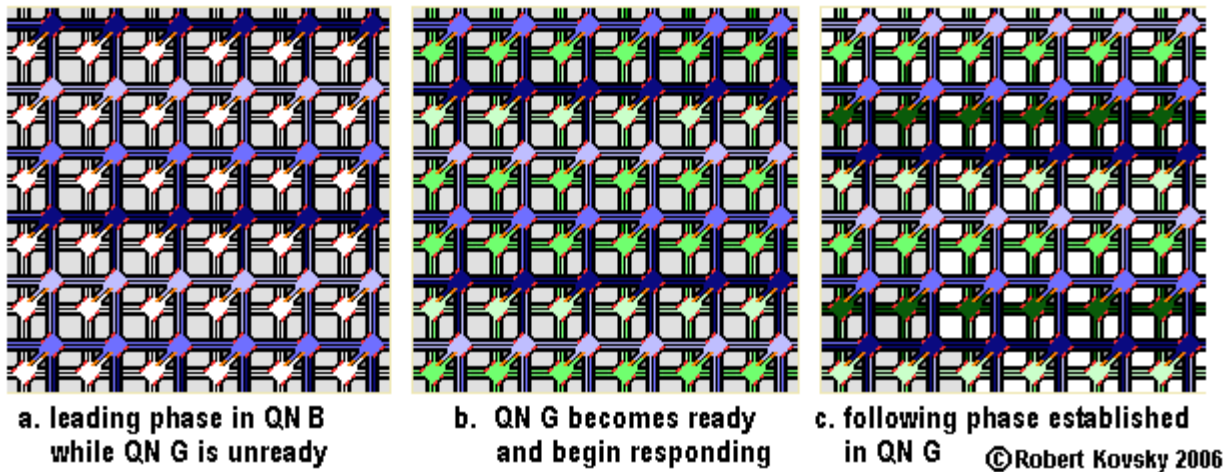 a. leading phase in QN B
while QN G is unready
b. QN G becomes ready
and begin responding
c. following phase established
in QN G
©Robert Kovsky 2006